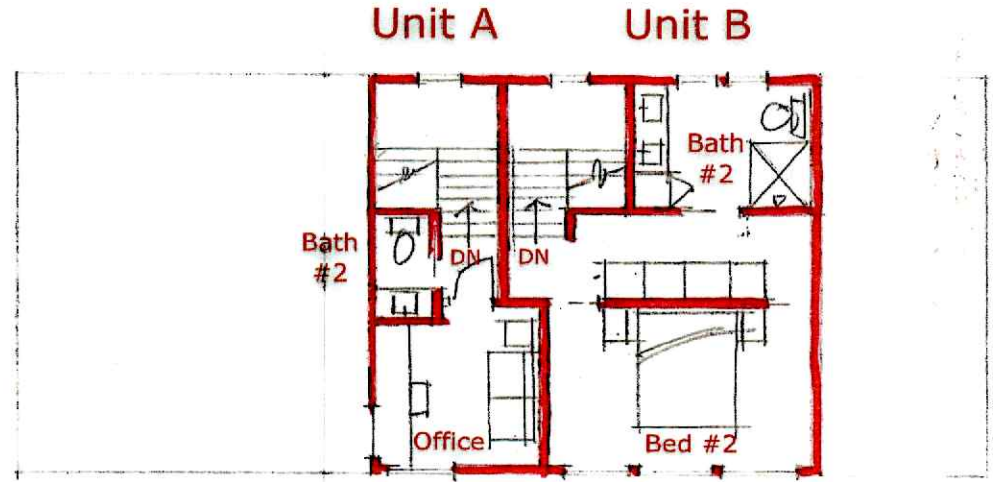 Unit A
Unit B
Bath
#2
Bath
#2
DN
DN
Office
Bed #2